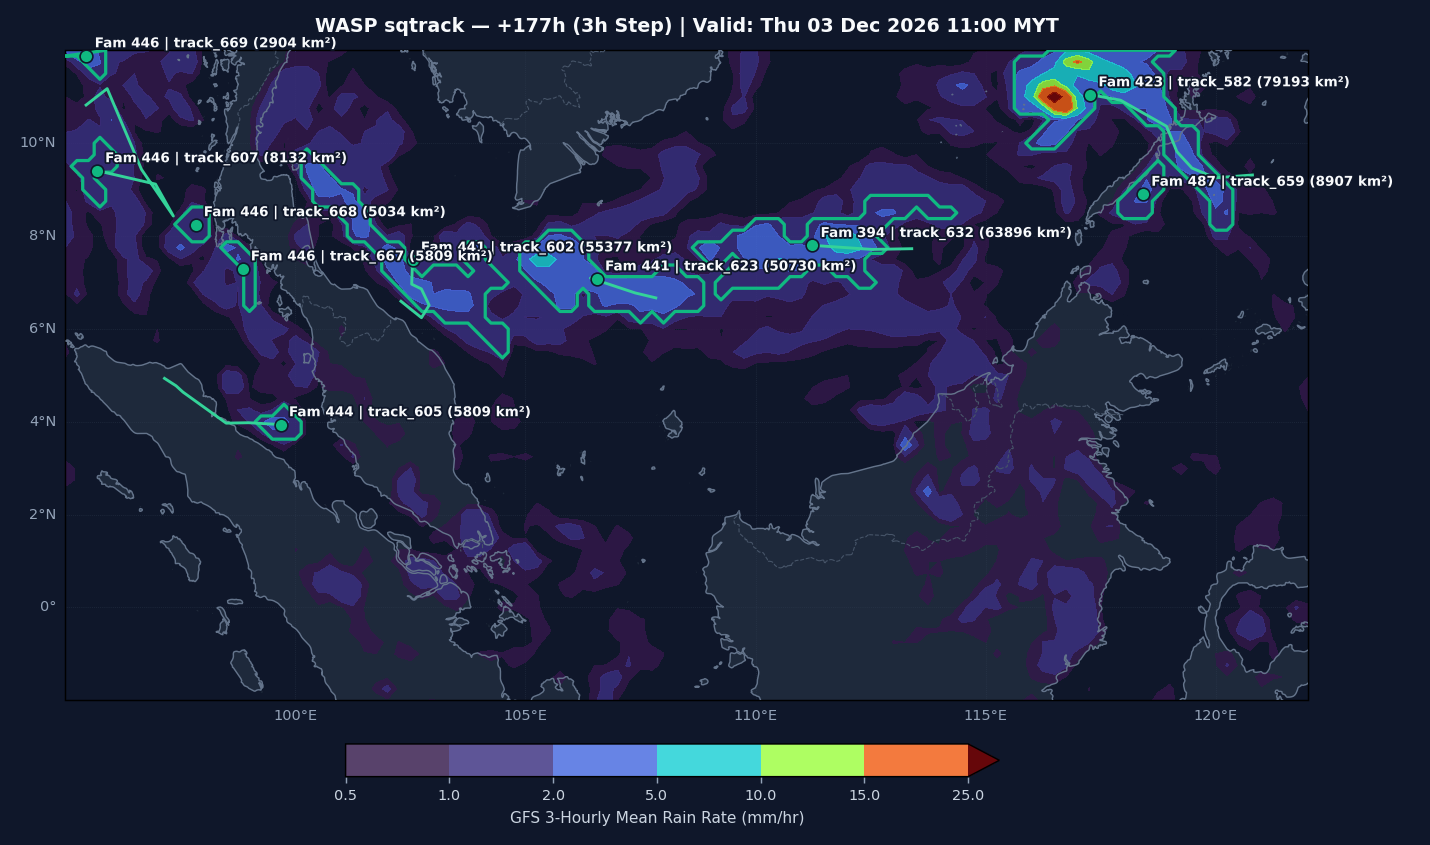 WASP sqtrack — +177h (3h Step) | Valid: Thu 03 Dec 2026 11:00 MYT
Fam 446 | track_669 (2904 km²)
Fam 423 | track_582 (79193 km²)
10°N
Fam 446 | track_607 (8132 km²)
Fam 487 | track_659 (8907 km²)
Fam 446 | track_668 (5034 km²)
8°N
Fam 394 | track_632 (63896 km²)
Fam 441 | track_602 (55377 km²)
Fam 446 | track_667 (5809 km²)
Fam 441 | track_623 (50730 km²)
6°N
4°N
Fam 444 | track_605 (5809 km²)
2°N
0°
100°E 105°E 110°E 115°E 120°E
0.5 1.0 2.0 5.0 10.0 15.0 25.0
GFS 3-Hourly Mean Rain Rate (mm/hr)